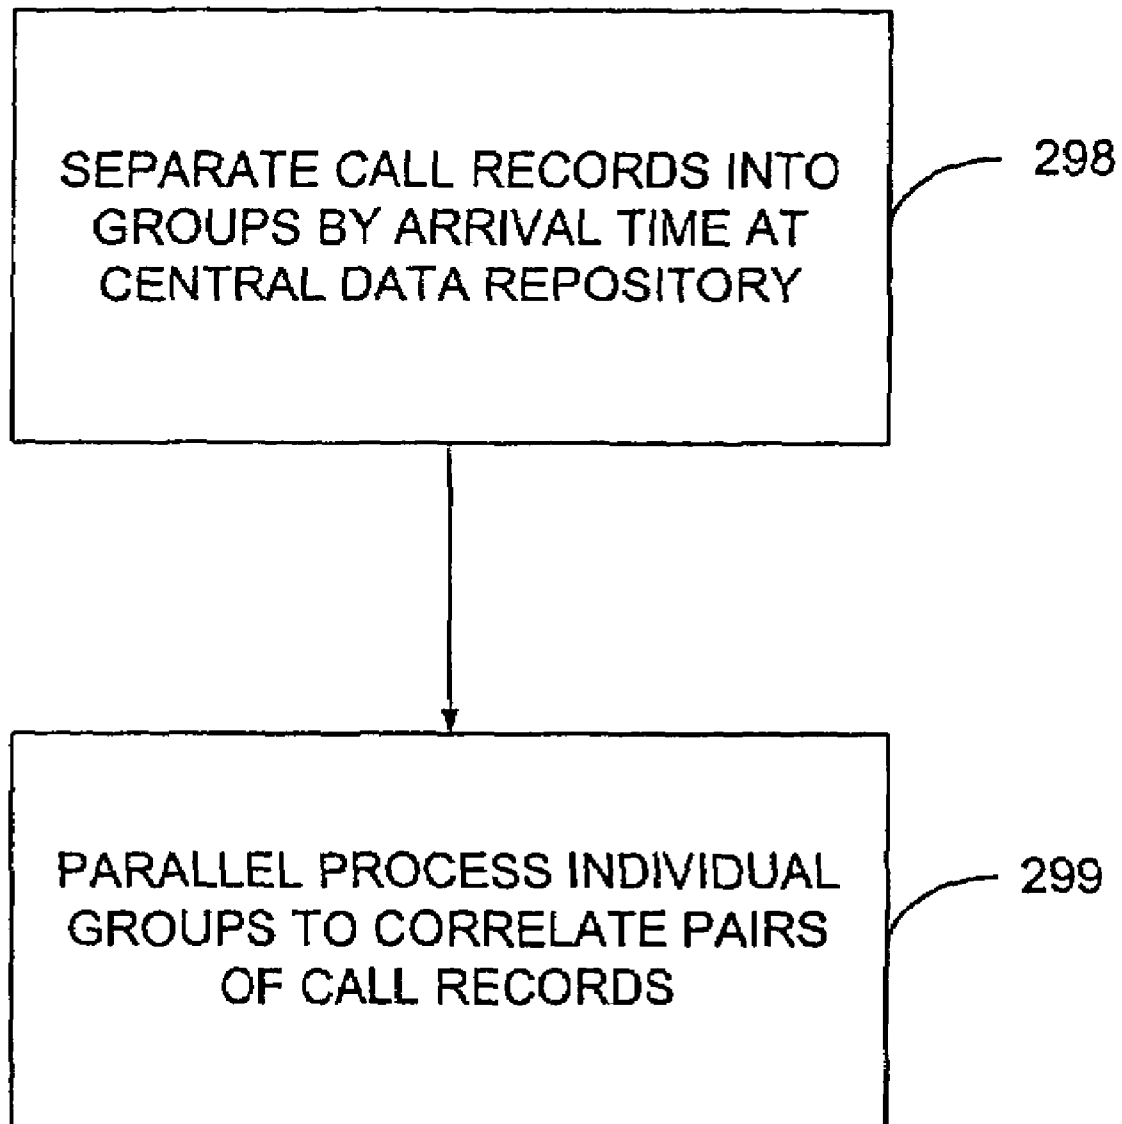 SEPARATE CALL RECORDS INTO
GROUPS BY ARRIVAL TIME AT
CENTRAL DATA REPOSITORY
298
PARALLEL PROCESS INDIVIDUAL
GROUPS TO CORRELATE PAIRS
OF CALL RECORDS
299